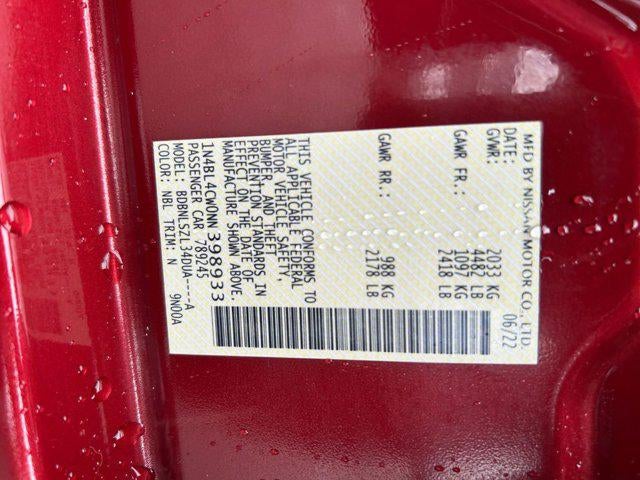 MFD BY NISSAN MOTOR CO., LTD
DATE: 06/22
GVWR: 2033 KG
4483 LB
GAWR FR.: 1097 KG
2418 LB
GAWR RR.: 988 KG
2178 LB
THIS VEHICLE CONFORMS TO
ALL APPLICABLE FEDERAL
MOTOR VEHICLE SAFETY,
BUMPER, AND THEFT
PREVENTION STANDARDS IN
EFFECT ON THE DATE OF
MANUFACTURE SHOWN ABOVE.
1N4BL4CW0NN398933
PASSENGER CAR 789245
MODEL: BDBNLSZL34DUA----A
COLOR: NBL TRIM: N 9N00A